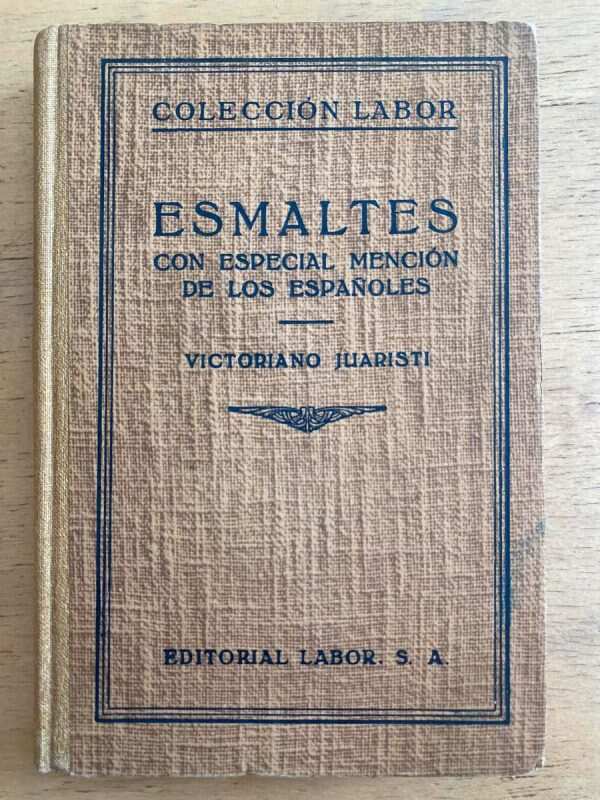 COLECCIÓN LABOR
ESMALTES
CON ESPECIAL MENCIÓN
DE LOS ESPAÑOLES
VICTORIANO JUARISTI
EDITORIAL LABOR. S. A.